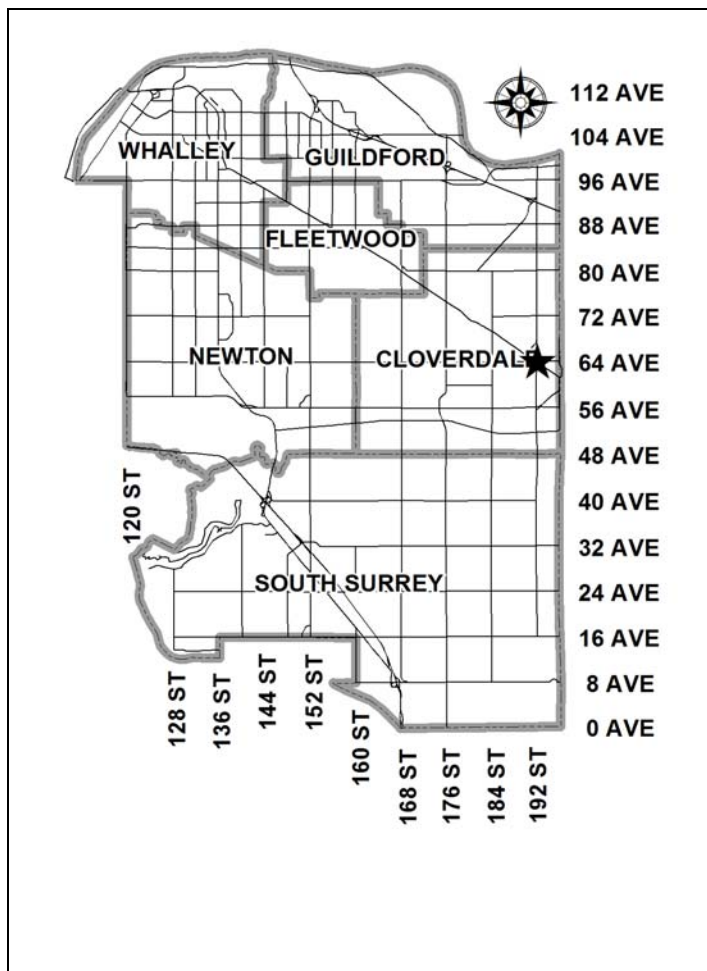 112 AVE
104 AVE
WHALLEY
GUILDFORD
96 AVE
88 AVE
FLEETWOOD
80 AVE
72 AVE
NEWTON
CLOVERDALE
64 AVE
56 AVE
48 AVE
120 ST
40 AVE
32 AVE
SOUTH SURREY
24 AVE
16 AVE
8 AVE
0 AVE
128 ST
136 ST
144 ST
152 ST
160 ST
168 ST
176 ST
184 ST
192 ST